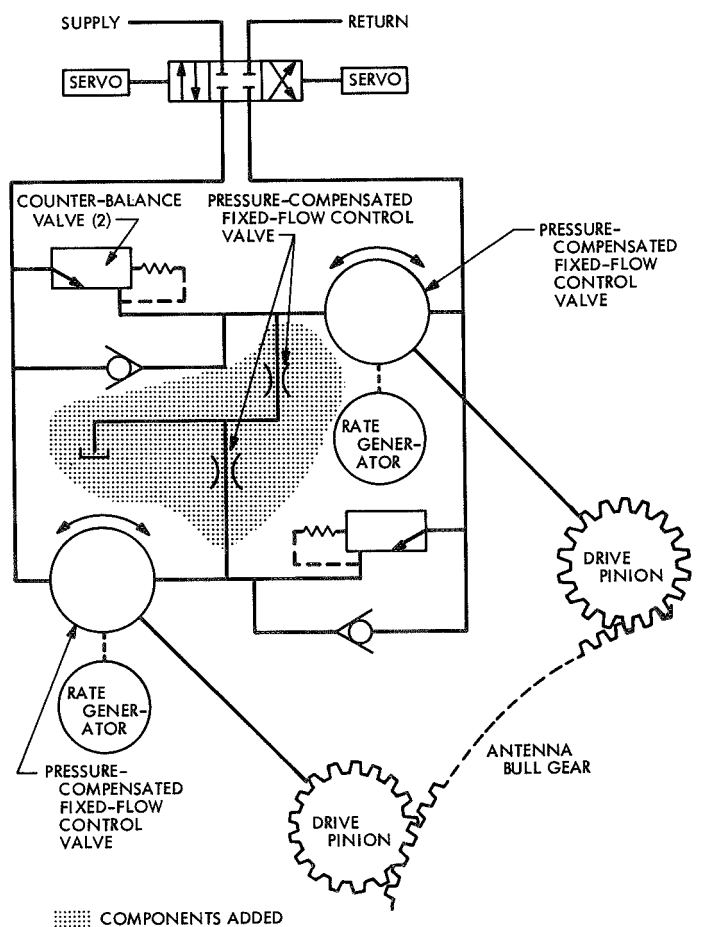 SUPPLY
RETURN
SERVO
SERVO
COUNTER-BALANCE
VALVE (2)
PRESSURE-COMPENSATED
FIXED-FLOW CONTROL
VALVE
PRESSURE-
COMPENSATED
FIXED-FLOW
CONTROL
VALVE
RATE
GENER-
ATOR
DRIVE
PINION
RATE
GENER-
ATOR
PRESSURE-
COMPENSATED
FIXED-FLOW
CONTROL
VALVE
ANTENNA
BULL GEAR
DRIVE
PINION
COMPONENTS ADDED